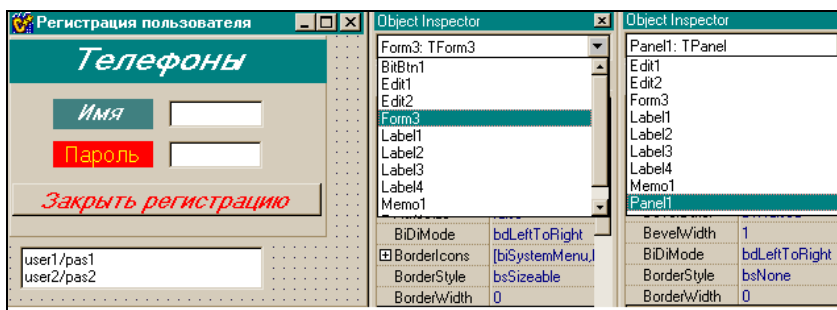 Регистрация пользователя
Телефоны
Имя
Пароль
Закрыть регистрацию
user1/pas1
user2/pas2
Object Inspector
Form3: TForm3
BitBtn1
Edit1
Edit2
Form3
Label1
Label2
Label3
Label4
Memo1
BiDiMode bdLeftToRight
BorderIcons [biSystemMenu,
BorderStyle bsSizeable
BorderWidth 0
Object Inspector
Panel1: TPanel
Edit1
Edit2
Form3
Label1
Label2
Label3
Label4
Memo1
Panel1
BevelWidth 1
BiDiMode bdLeftToRight
BorderStyle bsNone
BorderWidth 0